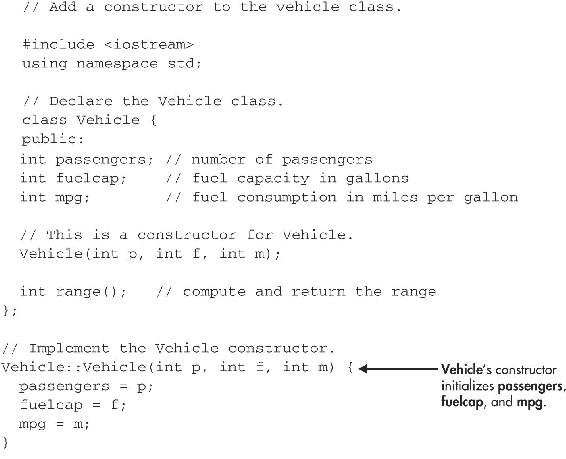 // Add a constructor to the vehicle class.
#include <iostream>
using namespace std;
// Declare the Vehicle class.
class Vehicle {
public:
int passengers; // number of passengers
int fuelcap;    // fuel capacity in gallons
int mpg;        // fuel consumption in miles per gallon
// This is a constructor for Vehicle.
Vehicle(int p, int f, int m);
int range();   // compute and return the range
};
// Implement the Vehicle constructor.
Vehicle::Vehicle(int p, int f, int m) {
passengers = p;
fuelcap = f;
mpg = m;
}
Vehicle's constructor
initializes passengers,
fuelcap, and mpg.